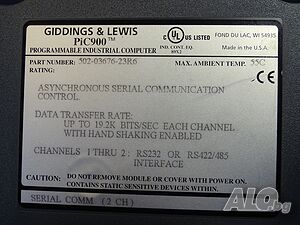 GIDDINGS & LEWIS
PiC900™
PROGRAMMABLE INDUSTRIAL COMPUTER
C UL US LISTED
IND. CONT. EQ.
FOND DU LAC, WI 54935
Made in the U.S.A.
PART NUMBER: 502-03676-23R6
MAX. AMBIENT TEMP. 55C
RATING:
ASYNCHRONOUS SERIAL COMMUNICATION
CONTROL.
DATA TRANSFER RATE:
UP TO 19.2K BITS/SEC EACH CHANNEL
WITH HAND SHAKING ENABLED
CHANNELS 1 THRU 2: RS232 OR RS422/485
INTERFACE
CAUTION: DO NOT REMOVE MODULE OR COVER WITH POWER ON.
CONTAINS STATIC SENSITIVE DEVICES WITHIN.
SERIAL COMM (2 CH)
ALO.bg